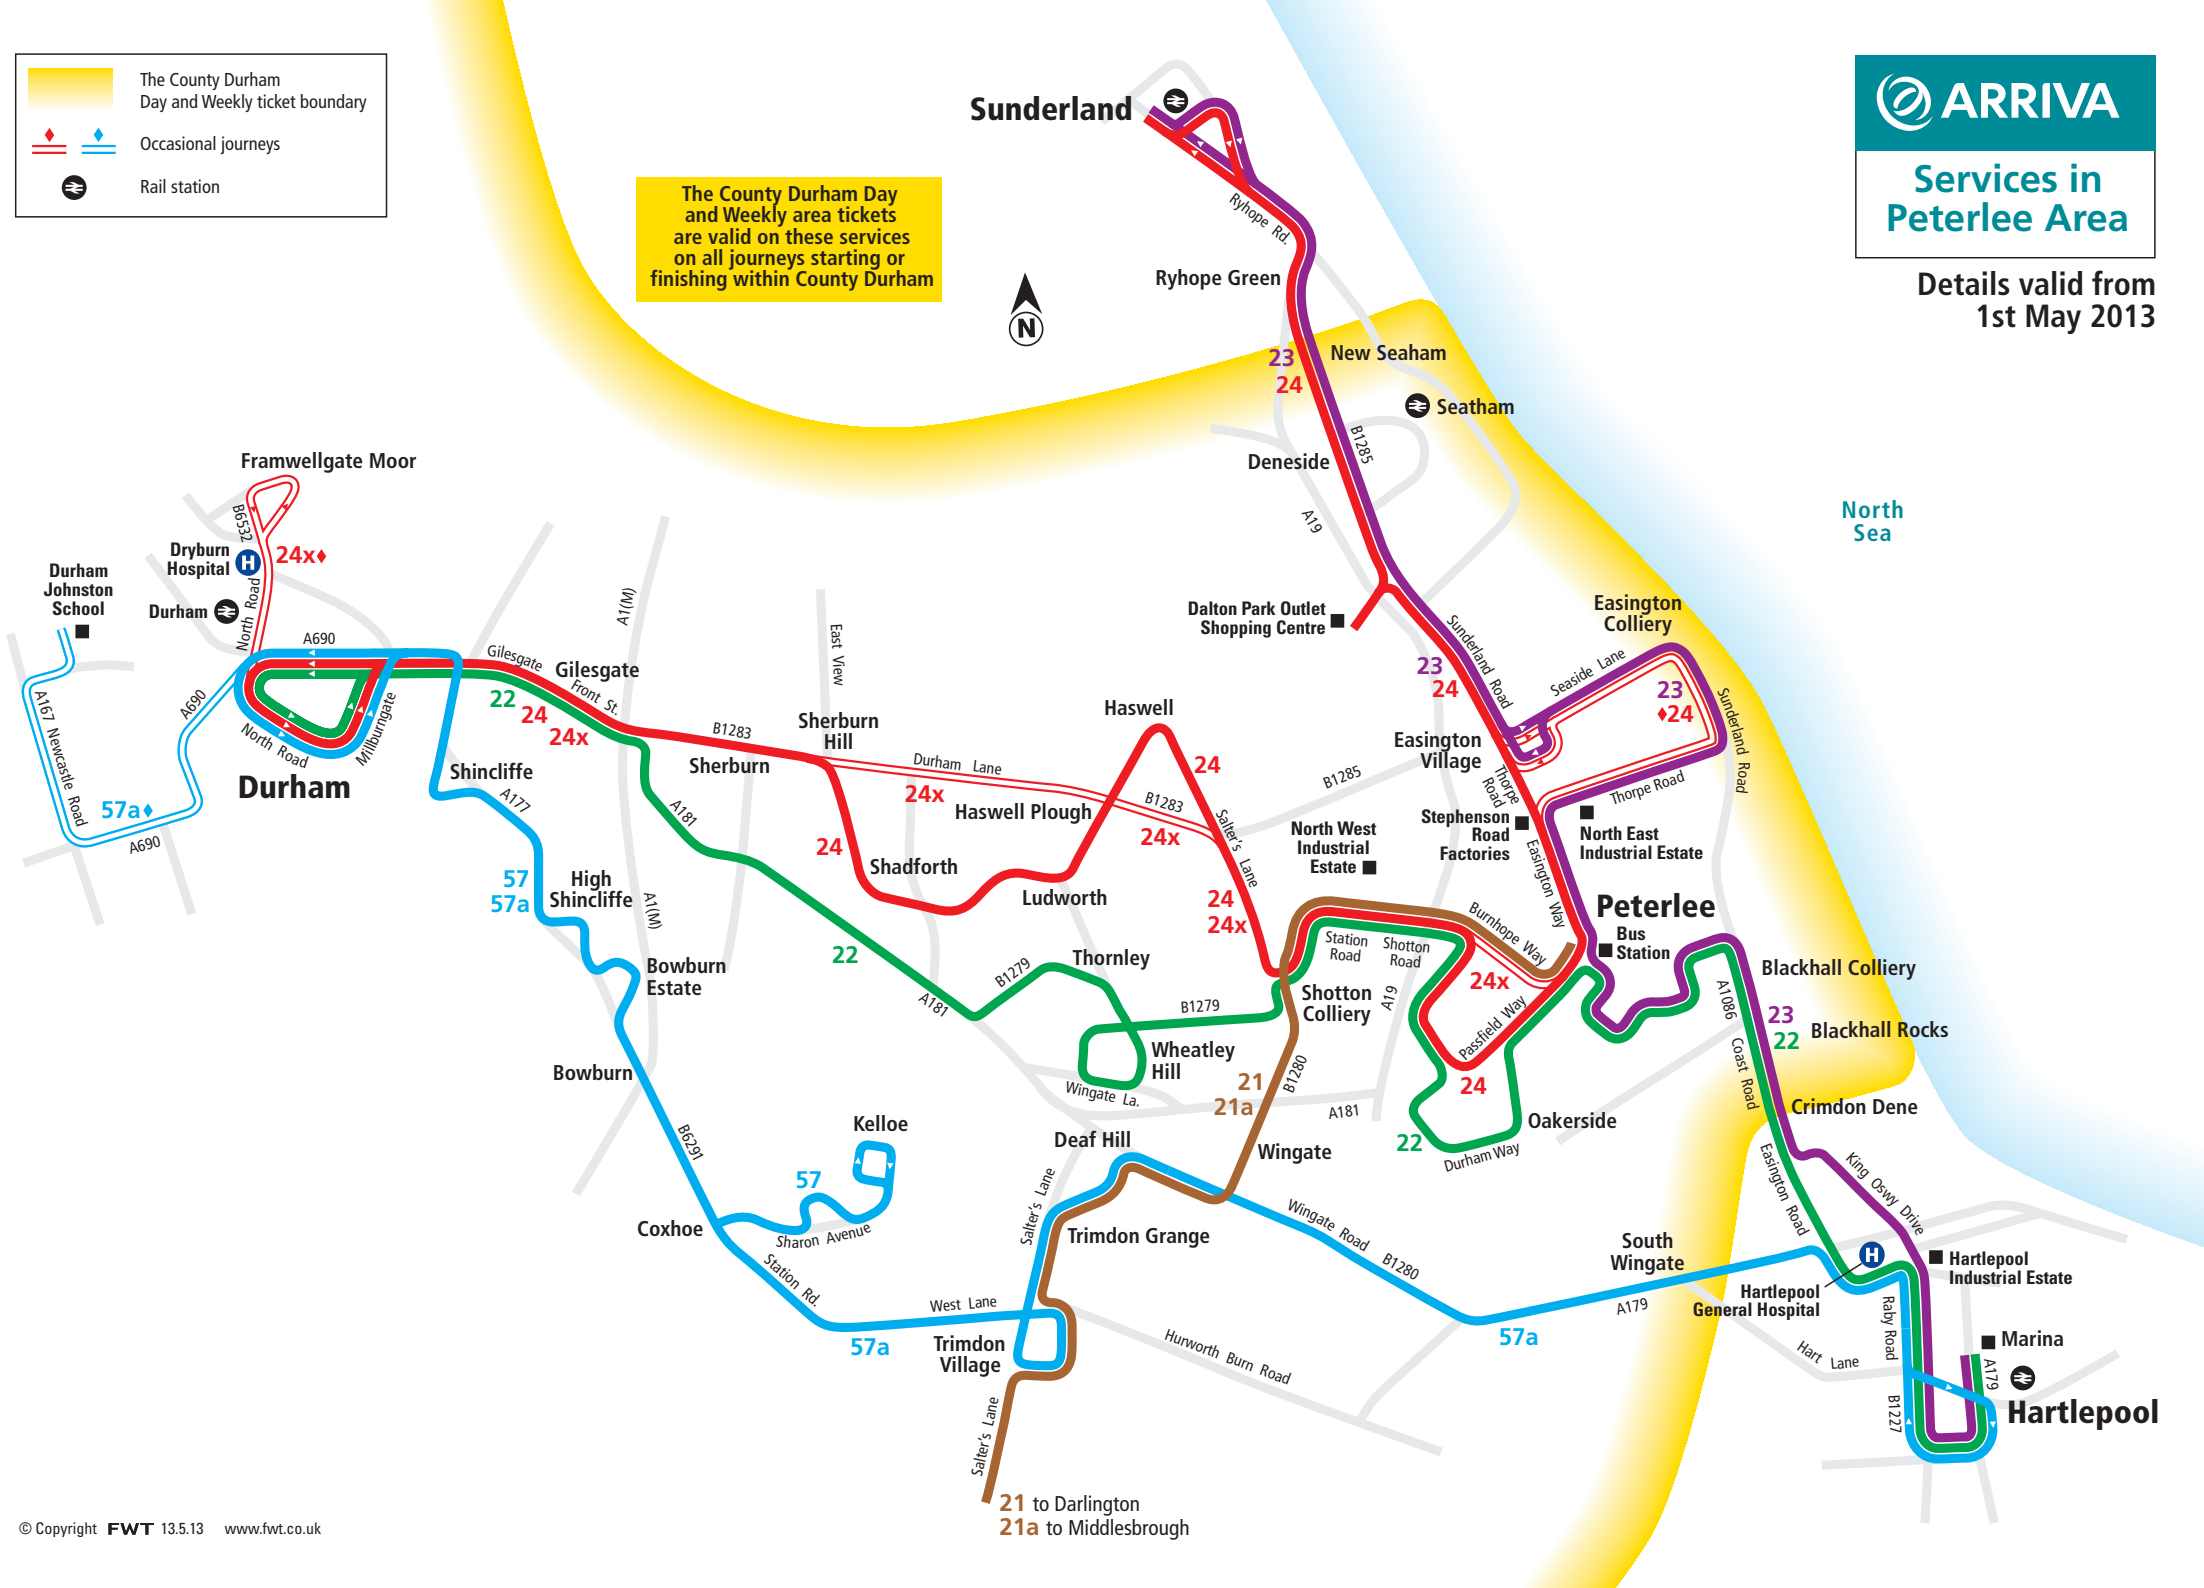 The County Durham
Day and Weekly ticket boundary
Occasional journeys
Rail station
The County Durham Day
and Weekly area tickets
are valid on these services
on all journeys starting or
finishing within County Durham
N
ARRIVA
Services in
Peterlee Area
Details valid from
1st May 2013
Sunderland
Ryhope Rd.
Ryhope Green
23
24
New Seaham
Seatham
B1285
Deneside
A19
North
Sea
Framwellgate Moor
B6532
24x
Dryburn
Hospital
H
Durham
Johnston
School
Durham
North Road
A690
A690
A167 Newcastle Road
57a
A690
North Road
Millburngate
Durham
Gilesgate
Gilesgate
Front St.
22
24
24x
A1(M)
East View
B1283
Sherburn
Hill
Sherburn
Durham Lane
24x
Haswell Plough
Haswell
24
B1283
24x
Salter's Lane
24
24x
24
Shadforth
Ludworth
A181
22
A181
B1279
Thornley
B1279
Wheatley
Hill
Wingate La.
Shincliffe
A177
57
57a
High
Shincliffe
A1(M)
Bowburn
Estate
Bowburn
B6291
Kelloe
57
Sharon Avenue
Coxhoe
Station Rd.
57a
West Lane
Trimdon
Village
Salter's Lane
Deaf Hill
Trimdon Grange
Salter's Lane
21 to Darlington
21a to Middlesbrough
Hurworth Burn Road
Wingate
21
21a
B1280
A181
Wingate Road
B1280
57a
A179
South
Wingate
Dalton Park Outlet
Shopping Centre
23
24
Sunderland Road
Easington
Colliery
Seaside Lane
23
24
Sunderland Road
Easington
Village
Thorpe
Road
Thorpe Road
B1285
North West
Industrial
Estate
Stephenson
Road
Factories
North East
Industrial Estate
Easington Way
Peterlee
Bus
Station
Burnhope Way
Station
Road
Shotton
Road
24x
Shotton
Colliery
A19
Passfield Way
24
22
Durham Way
Oakerside
Blackhall Colliery
A1086
23
22
Blackhall Rocks
Coast Road
Crimdon Dene
Easington Road
King Oswy Drive
H
Hartlepool
General Hospital
Hartlepool
Industrial Estate
Raby Road
Hart Lane
Marina
A179
B1227
Hartlepool
© Copyright FWT 13.5.13 www.fwt.co.uk